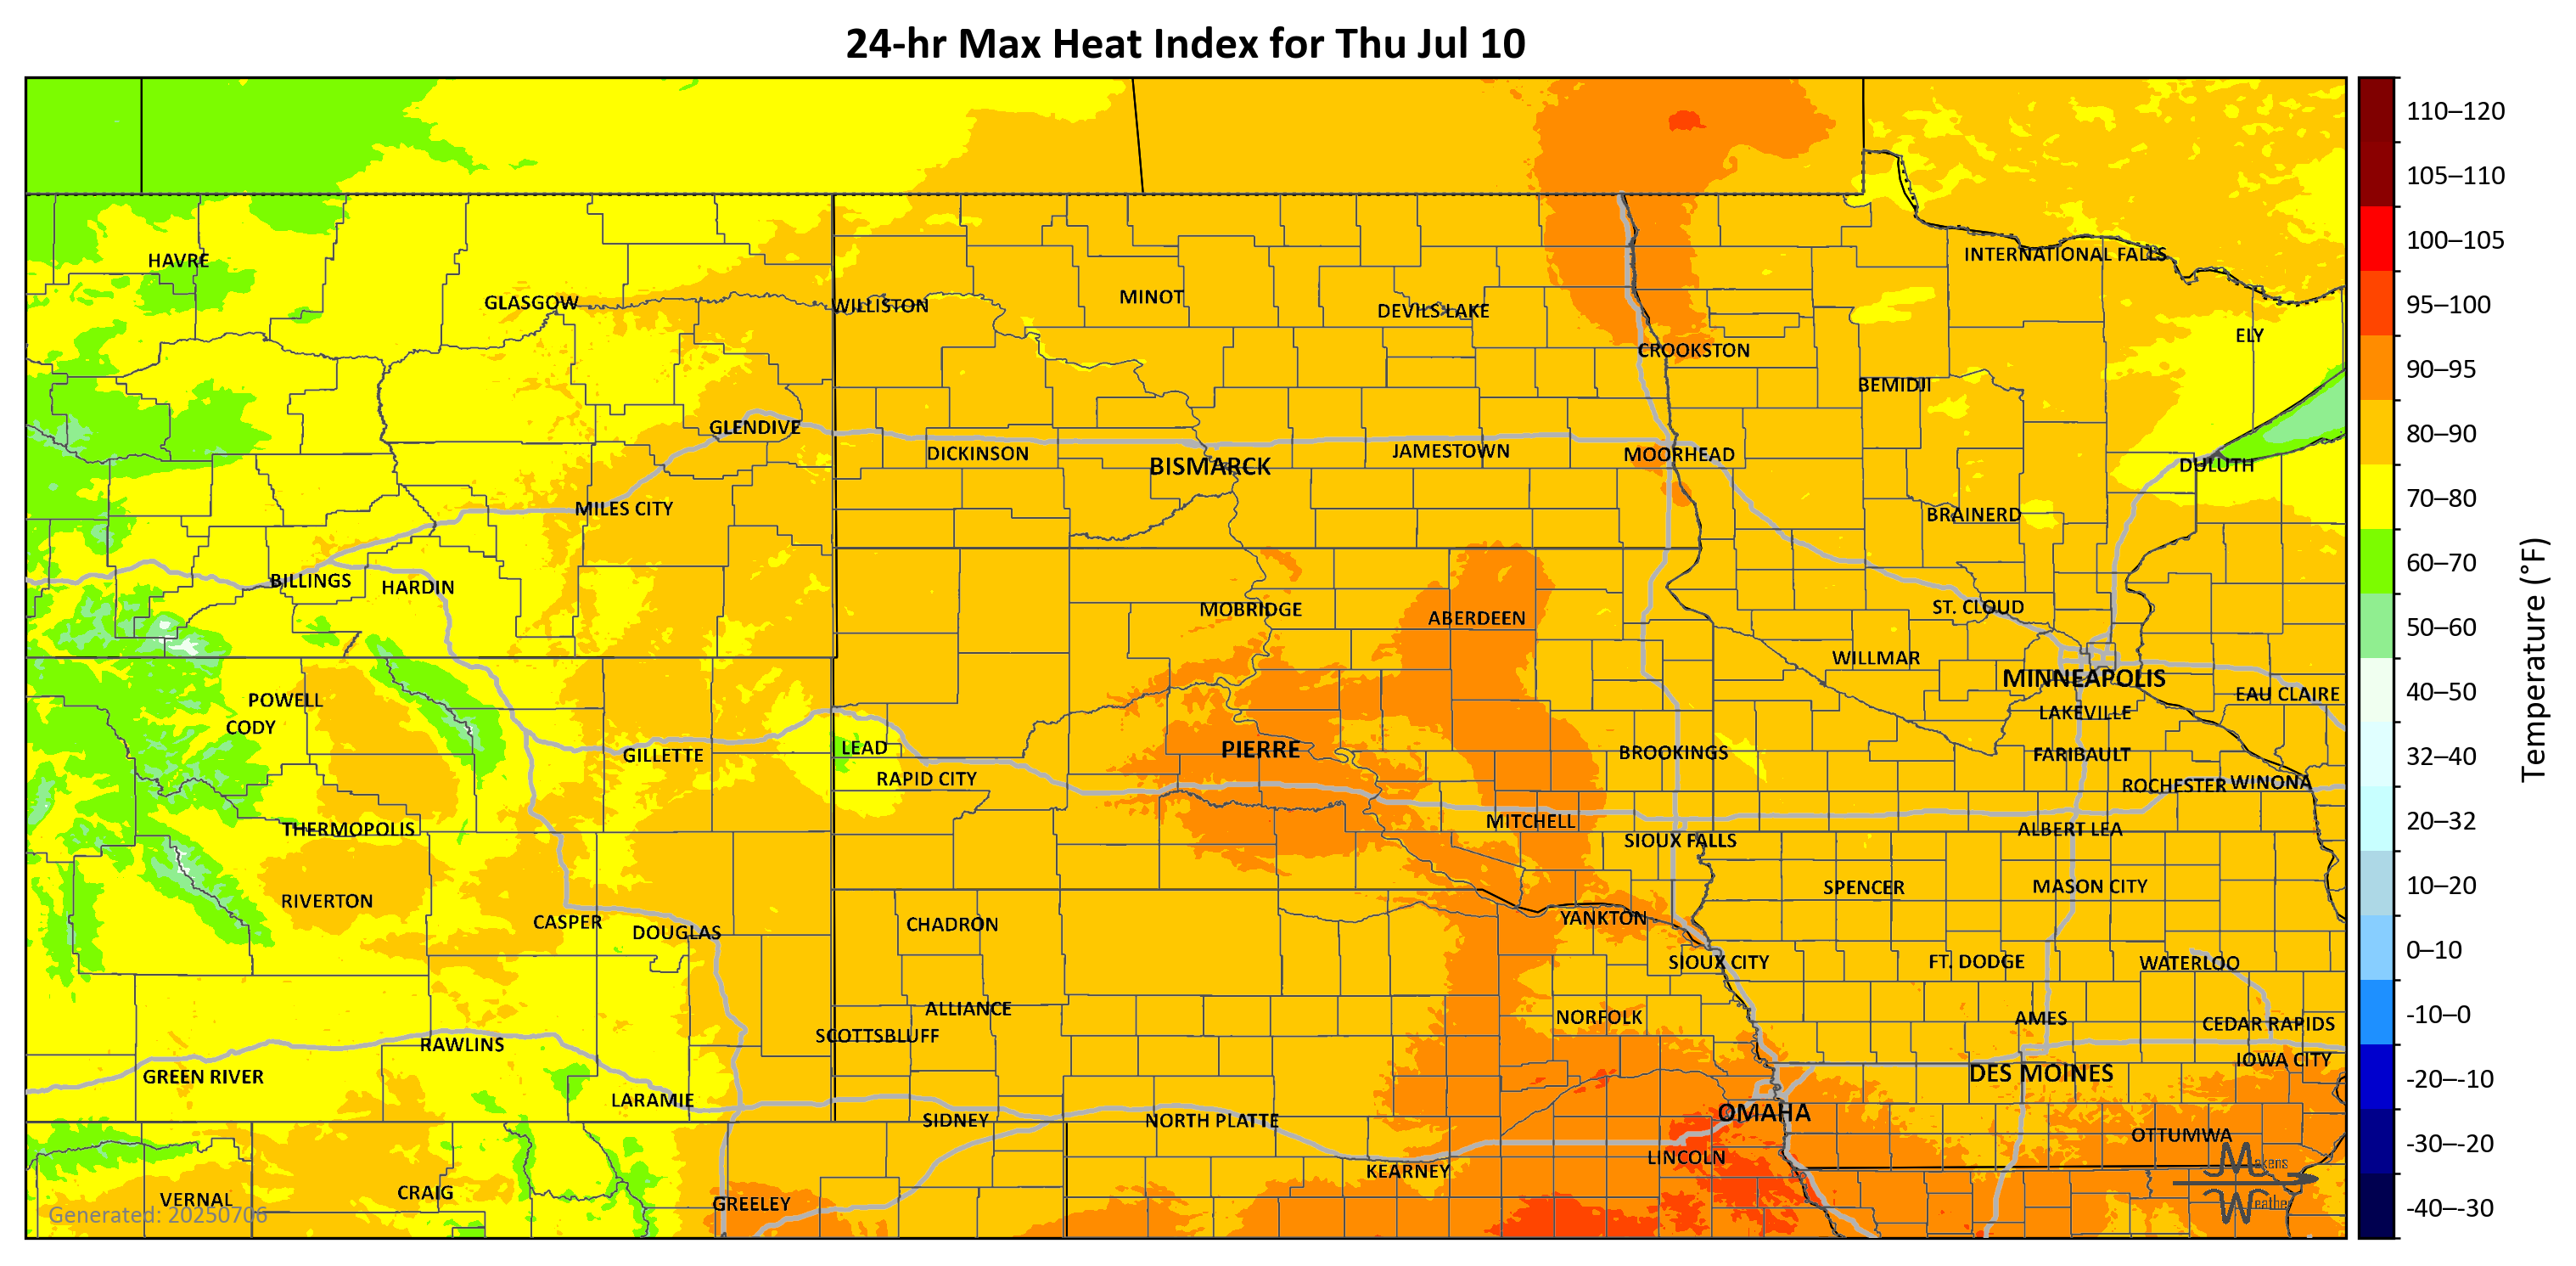 24-hr Max Heat Index for Thu Jul 10
HAVRE
GLASGOW
WILLISTON
MINOT
DEVILS LAKE
CROOKSTON
INTERNATIONAL FALLS
ELY
BEMIDJI
GLENDIVE
DICKINSON
BISMARCK
JAMESTOWN
MOORHEAD
DULUTH
MILES CITY
BRAINERD
BILLINGS
HARDIN
MOBRIDGE
ABERDEEN
ST. CLOUD
WILLMAR
MINNEAPOLIS
EAU CLAIRE
POWELL
CODY
LAKEVILLE
GILLETTE
LEAD
PIERRE
BROOKINGS
FARIBAULT
RAPID CITY
ROCHESTER
WINONA
THERMOPOLIS
MITCHELL
SIOUX FALLS
ALBERT LEA
RIVERTON
SPENCER
MASON CITY
CASPER
DOUGLAS
CHADRON
YANKTON
SIOUX CITY
FT. DODGE
WATERLOO
ALLIANCE
NORFOLK
AMES
CEDAR RAPIDS
SCOTTSBLUFF
RAWLINS
IOWA CITY
GREEN RIVER
DES MOINES
LARAMIE
SIDNEY
NORTH PLATTE
OMAHA
OTTUMWA
KEARNEY
LINCOLN
VERNAL
CRAIG
GREELEY
Generated: 20250706
Makens
Weather
110–120
105–110
100–105
95–100
90–95
80–90
70–80
60–70
50–60
40–50
32–40
20–32
10–20
0–10
-10–0
-20–-10
-30–-20
-40–-30
Temperature (°F)